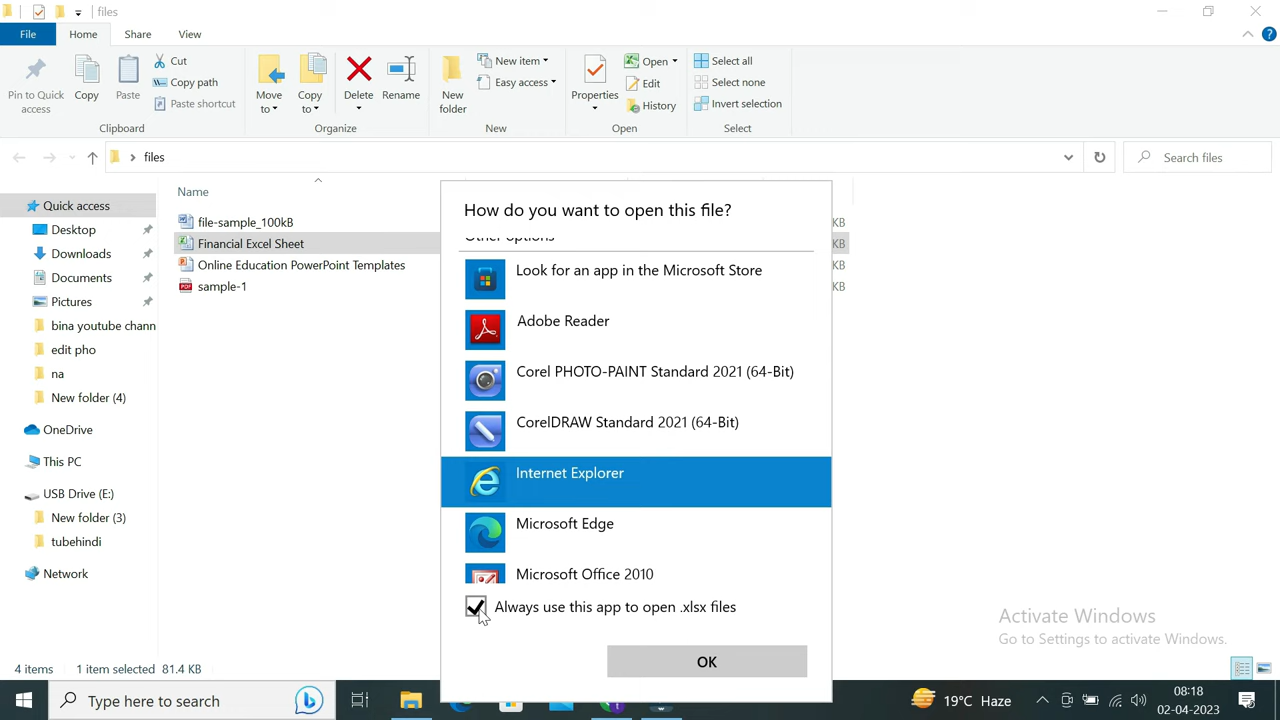 files
File
Home
Share
View
Pin to Quick access
Copy
Paste
Cut
Copy path
Paste shortcut
Clipboard
Move to
Copy to
Delete
Rename
Organize
New folder
New item
Easy access
New
Properties
Open
Edit
History
Open
Select all
Select none
Invert selection
Select
files
Search files
Name
Quick access
Desktop
Downloads
Documents
Pictures
bina youtube chann
edit pho
na
New folder (4)
OneDrive
This PC
USB Drive (E:)
New folder (3)
tubehindi
Network
file-sample_100kB
KB
Financial Excel Sheet
KB
Online Education PowerPoint Templates
KB
sample-1
KB
How do you want to open this file?
Other options
Look for an app in the Microsoft Store
Adobe Reader
Corel PHOTO-PAINT Standard 2021 (64-Bit)
CorelDRAW Standard 2021 (64-Bit)
Internet Explorer
Microsoft Edge
Microsoft Office 2010
Always use this app to open .xlsx files
OK
Activate Windows
Go to Settings to activate Windows.
4 items
1 item selected 81.4 KB
Type here to search
19°C Haze
08:18
02-04-2023